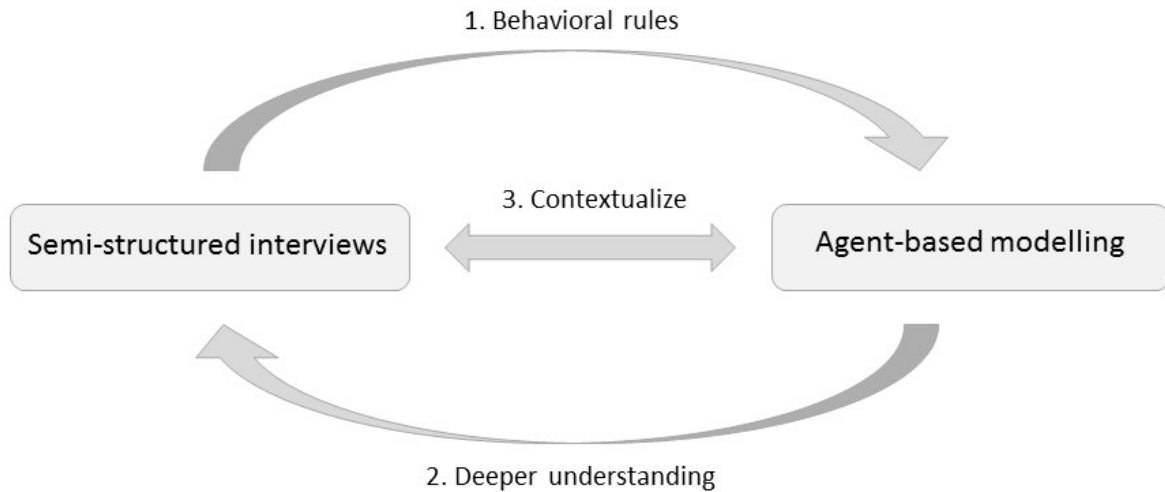 1. Behavioral rules
3. Contextualize
Semi-structured interviews
Agent-based modelling
2. Deeper understanding